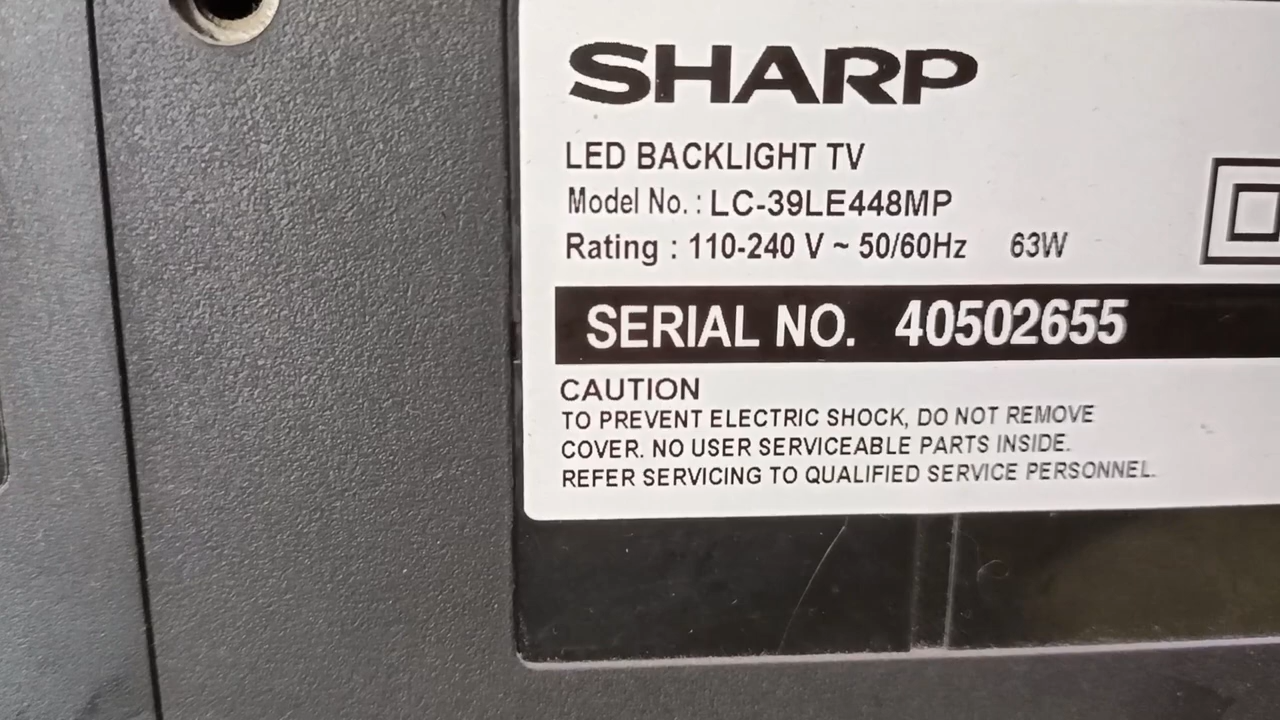 SHARP
LED BACKLIGHT TV
Model No. : LC-39LE448MP
Rating : 110-240 V ~ 50/60Hz 63W
SERIAL NO. 40502655
CAUTION
TO PREVENT ELECTRIC SHOCK, DO NOT REMOVE
COVER. NO USER SERVICEABLE PARTS INSIDE.
REFER SERVICING TO QUALIFIED SERVICE PERSONNEL.